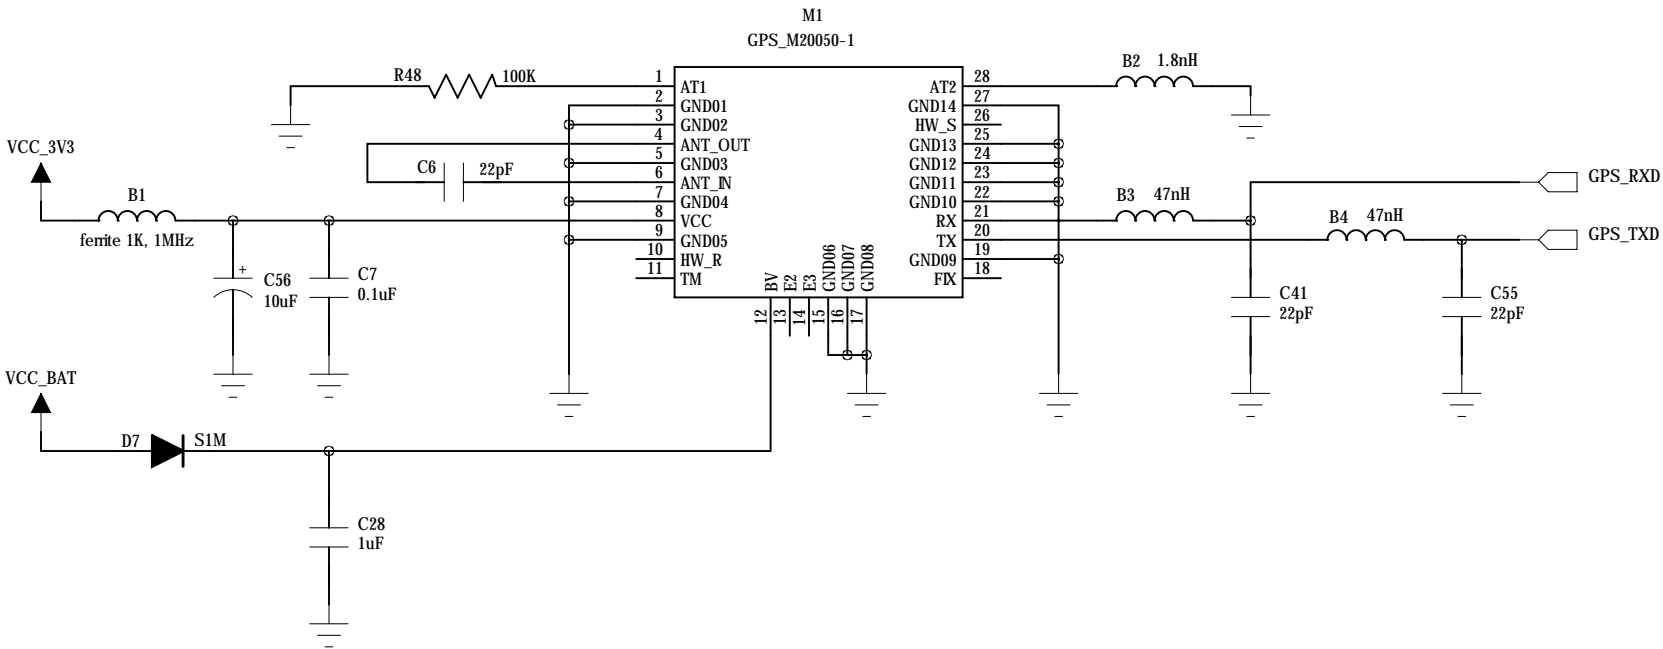 M1
GPS_M20050-1
R48
100K
B2
1.8nH
1
2
3
4
5
6
7
8
9
10
11
AT1
GND01
GND02
ANT_OUT
GND03
ANT_IN
GND04
VCC
GND05
HW_R
TM
AT2
GND14
HW_S
GND13
GND12
GND11
GND10
RX
TX
GND09
FIX
28
27
26
25
24
23
22
21
20
19
18
BV
E2
E3
GND06
GND07
GND08
12
13
14
15
16
17
C6
22pF
VCC_3V3
B1
ferrite 1K, 1MHz
+
C56
10uF
C7
0.1uF
B3
47nH
B4
47nH
GPS_RXD
GPS_TXD
C41
22pF
C55
22pF
VCC_BAT
D7
S1M
C28
1uF